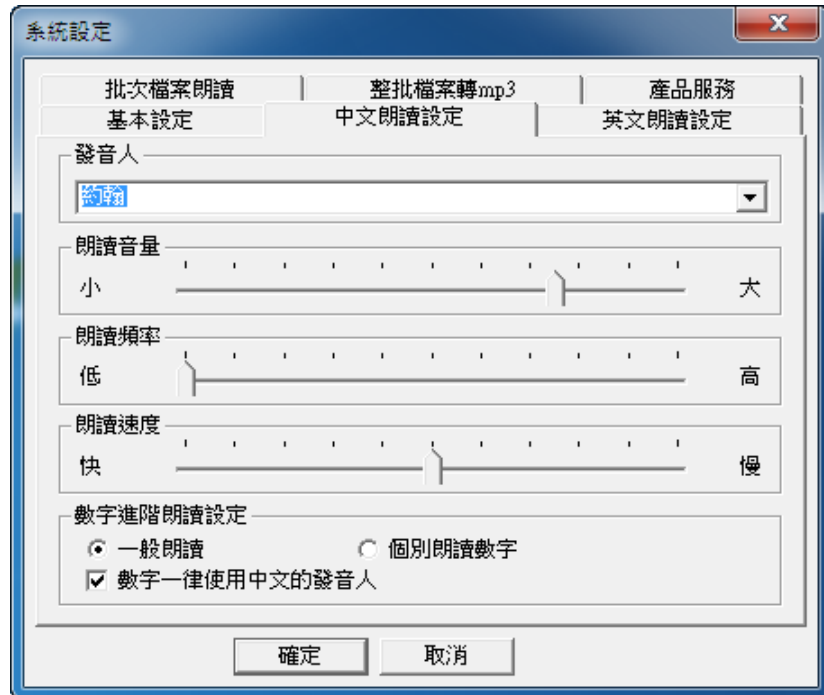 系統設定
批次檔案朗讀 整批檔案轉mp3 產品服務
基本設定 中文朗讀設定 英文朗讀設定
發音人
約翰
朗讀音量
小 大
朗讀頻率
低 高
朗讀速度
快 慢
數字進階朗讀設定
一般朗讀 個別朗讀數字
數字一律使用中文的發音人
確定 取消